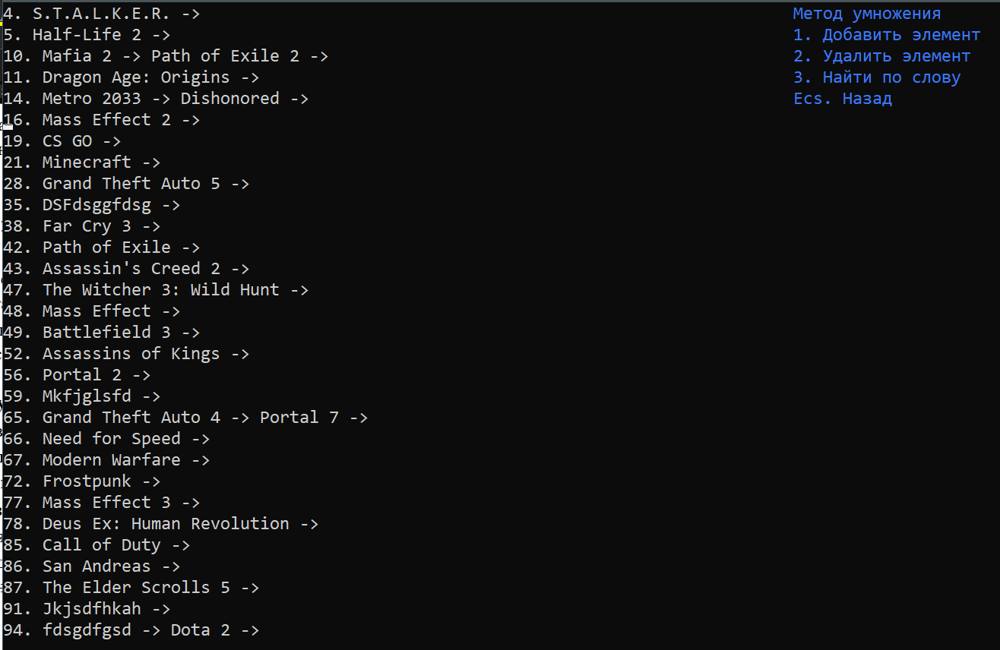 4. S.T.A.L.K.E.R. ->
5. Half-Life 2 ->
10. Mafia 2 -> Path of Exile 2 ->
11. Dragon Age: Origins ->
14. Metro 2033 -> Dishonored ->
16. Mass Effect 2 ->
19. CS GO ->
21. Minecraft ->
28. Grand Theft Auto 5 ->
35. DSFdsggfdsg ->
38. Far Cry 3 ->
42. Path of Exile ->
43. Assassin's Creed 2 ->
47. The Witcher 3: Wild Hunt ->
48. Mass Effect ->
49. Battlefield 3 ->
52. Assassins of Kings ->
56. Portal 2 ->
59. Mkfjglsfd ->
65. Grand Theft Auto 4 -> Portal 7 ->
66. Need for Speed ->
67. Modern Warfare ->
72. Frostpunk ->
77. Mass Effect 3 ->
78. Deus Ex: Human Revolution ->
85. Call of Duty ->
86. San Andreas ->
87. The Elder Scrolls 5 ->
91. Jkjsdfhkah ->
94. fdsgdfgsd -> Dota 2 ->
Метод умножения
1. Добавить элемент
2. Удалить элемент
3. Найти по слову
Ecs. Назад